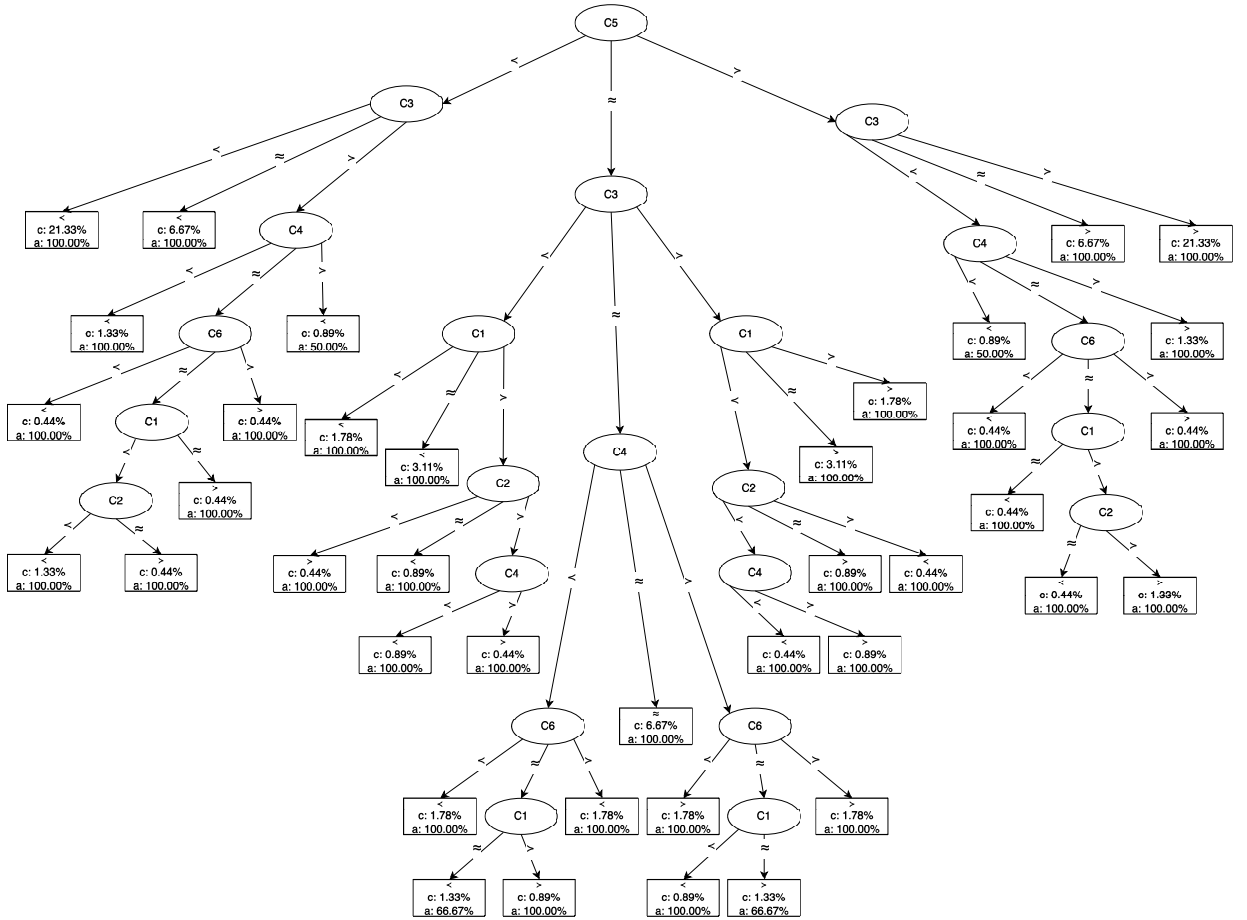 C5
≺
≈
≻
C3
C3
≺
≈
≻
≺
≈
≻
C3
≺
c: 21.33%
a: 100.00%
≺
c: 6.67%
a: 100.00%
C4
≺
≈
≻
C4
≻
c: 6.67%
a: 100.00%
≻
c: 21.33%
a: 100.00%
≺
≈
≻
≺
≈
≻
≺
c: 1.33%
a: 100.00%
C6
≺
c: 0.89%
a: 50.00%
C1
C1
≺
c: 0.89%
a: 50.00%
C6
≻
c: 1.33%
a: 100.00%
≺
≈
≻
≺
≈
≻
≺
≈
≻
≺
≈
≻
≺
c: 0.44%
a: 100.00%
C1
≻
c: 0.44%
a: 100.00%
≺
c: 1.78%
a: 100.00%
≺
c: 3.11%
a: 100.00%
C4
≻
c: 3.11%
a: 100.00%
≻
c: 1.78%
a: 100.00%
≺
c: 0.44%
a: 100.00%
C1
≻
c: 0.44%
a: 100.00%
≺
≈
≈
≻
C2
≻
c: 0.44%
a: 100.00%
C2
C2
≺
c: 0.44%
a: 100.00%
C2
≺
≈
≺
≈
≻
≺
≈
≻
≈
≻
≺
c: 1.33%
a: 100.00%
≻
c: 0.44%
a: 100.00%
≻
c: 0.44%
a: 100.00%
≺
c: 0.89%
a: 100.00%
C4
C4
≻
c: 0.89%
a: 100.00%
≺
c: 0.44%
a: 100.00%
≺
c: 0.44%
a: 100.00%
≻
c: 1.33%
a: 100.00%
≺
≻
≺
≈
≻
≺
≻
≺
c: 0.89%
a: 100.00%
≻
c: 0.44%
a: 100.00%
≺
c: 0.44%
a: 100.00%
≻
c: 0.89%
a: 100.00%
C6
≈
c: 6.67%
a: 100.00%
C6
≺
≈
≻
≺
≈
≻
≺
c: 1.78%
a: 100.00%
C1
≺
c: 1.78%
a: 100.00%
≻
c: 1.78%
a: 100.00%
C1
≻
c: 1.78%
a: 100.00%
≈
≻
≺
≈
≺
c: 1.33%
a: 66.67%
≻
c: 0.89%
a: 100.00%
≺
c: 0.89%
a: 100.00%
≻
c: 1.33%
a: 66.67%